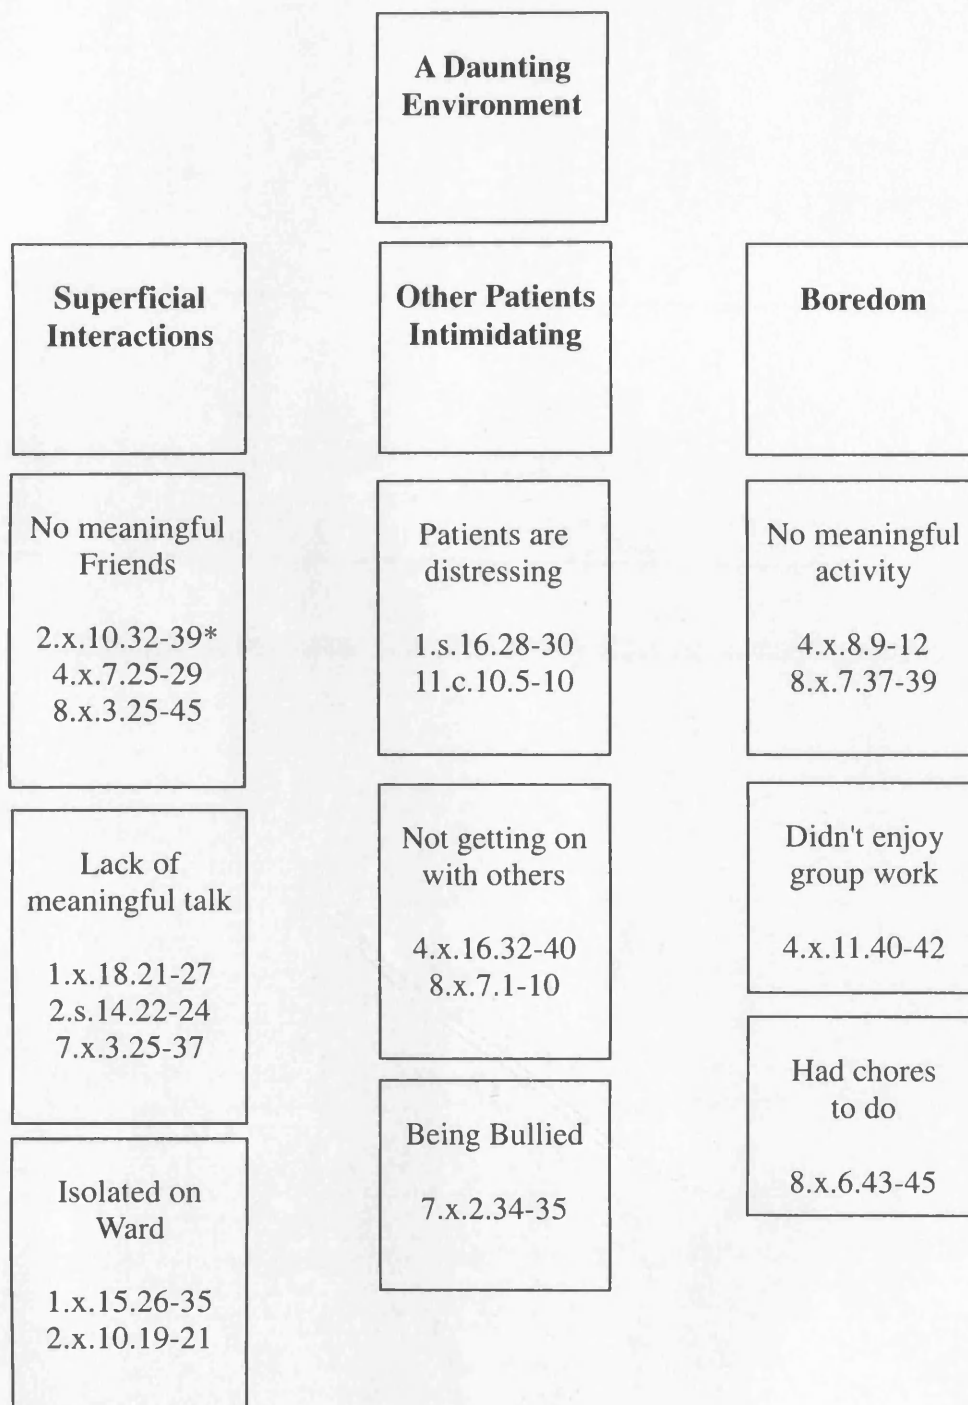 A Daunting
Environment
Superficial
Interactions
Other Patients
Intimidating
Boredom
No meaningful
Friends
2.x.10.32-39*
4.x.7.25-29
8.x.3.25-45
Patients are
distressing
1.s.16.28-30
11.c.10.5-10
No meaningful
activity
4.x.8.9-12
8.x.7.37-39
Lack of
meaningful talk
1.x.18.21-27
2.s.14.22-24
7.x.3.25-37
Not getting on
with others
4.x.16.32-40
8.x.7.1-10
Didn't enjoy
group work
4.x.11.40-42
Had chores
to do
8.x.6.43-45
Isolated on
Ward
1.x.15.26-35
2.x.10.19-21
Being Bullied
7.x.2.34-35